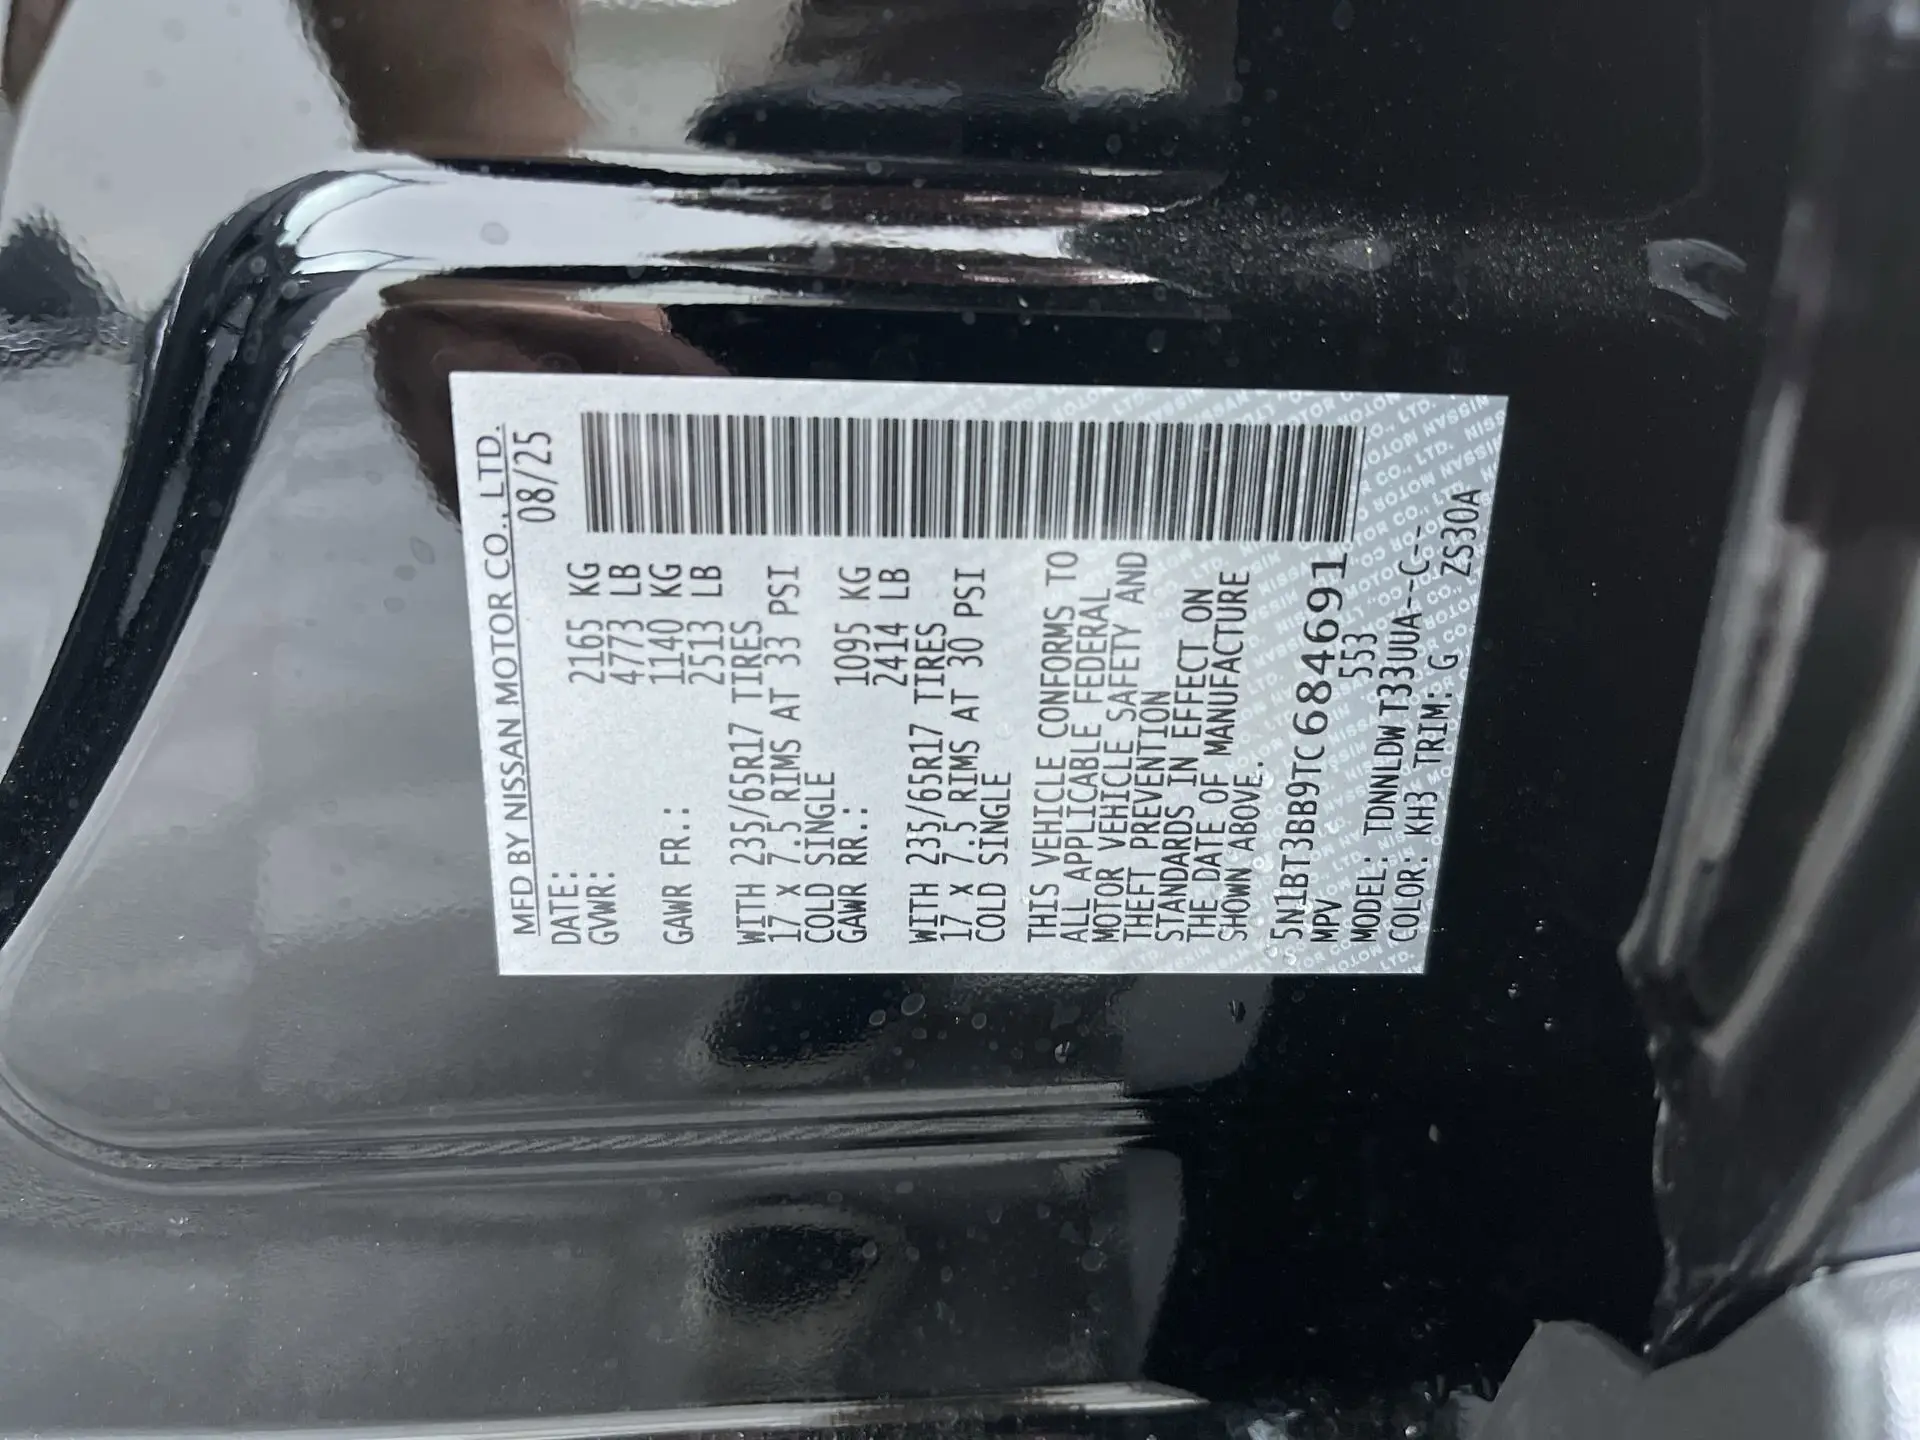 MFD BY NISSAN MOTOR CO., LTD.
DATE: 08/25
GVWR: 2165 KG
4773 LB
GAWR FR.: 1140 KG
2513 LB
WITH 235/65R17 TIRES
17 X 7.5 RIMS AT 33 PSI
COLD SINGLE
GAWR RR.: 1095 KG
2414 LB
WITH 235/65R17 TIRES
17 X 7.5 RIMS AT 30 PSI
COLD SINGLE
THIS VEHICLE CONFORMS TO
ALL APPLICABLE FEDERAL
MOTOR VEHICLE SAFETY AND
THEFT PREVENTION
STANDARDS IN EFFECT ON
THE DATE OF MANUFACTURE
SHOWN ABOVE.
5N1BT3BB9TC684691
MPV 553
MODEL: TDNNLDWT33UUA--C--
COLOR: KH3 TRIM: G ZS30A